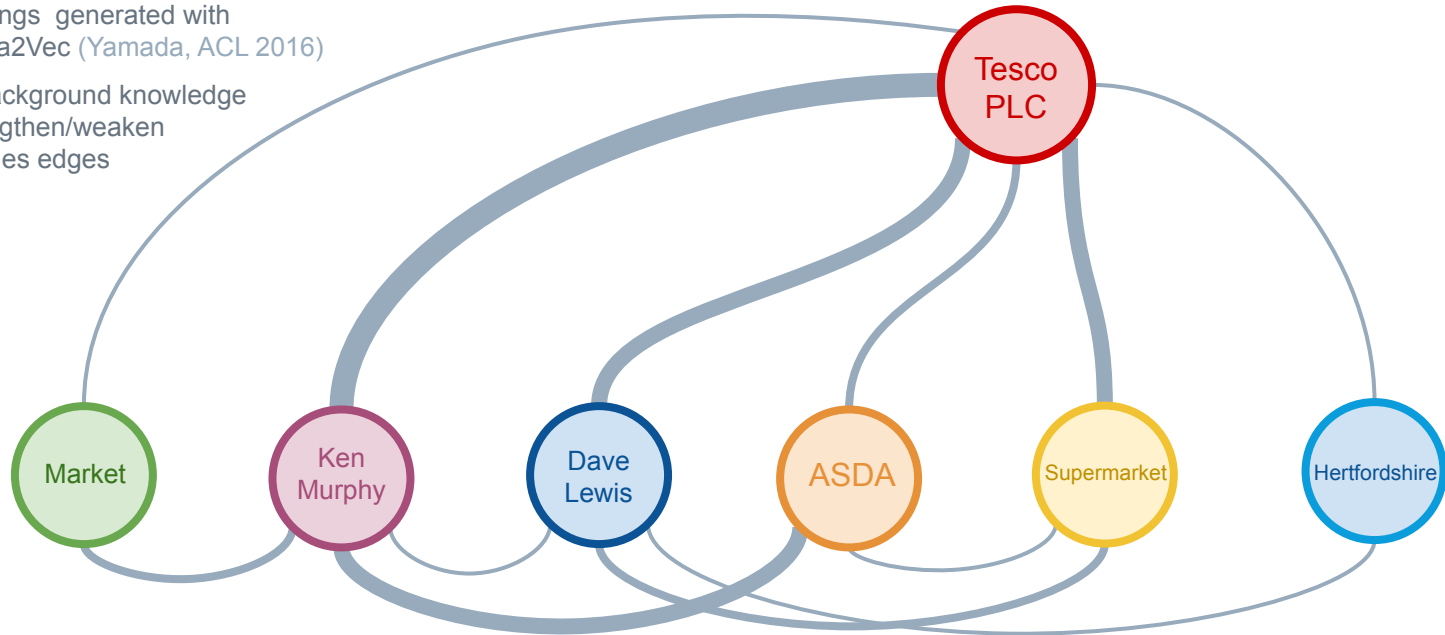 ngs generated with
a2Vec (Yamada, ACL 2016)
ackground knowledge
gthen/weaken
es edges
Tesco
PLC
Market
Ken
Murphy
Dave
Lewis
ASDA
Supermarket
Hertfordshire